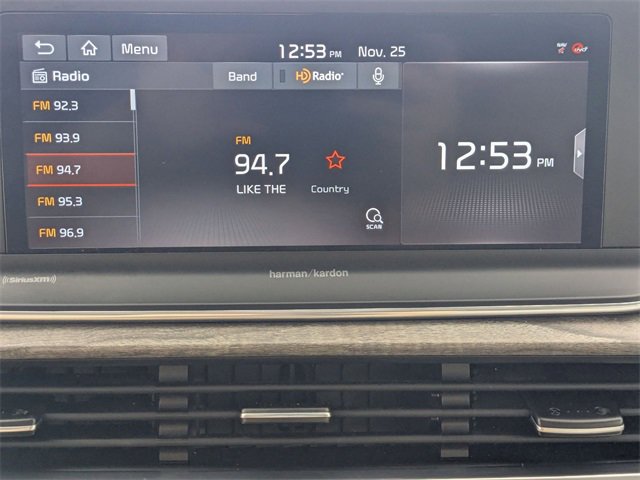 Menu 12:53 PM Nov. 25
Radio Band HD Radio
FM 92.3
FM 93.9
FM 94.7
FM 95.3
FM 96.9
FM
94.7
LIKE THE
Country
SCAN
12:53 PM
((SiriusXM))
harman/kardon